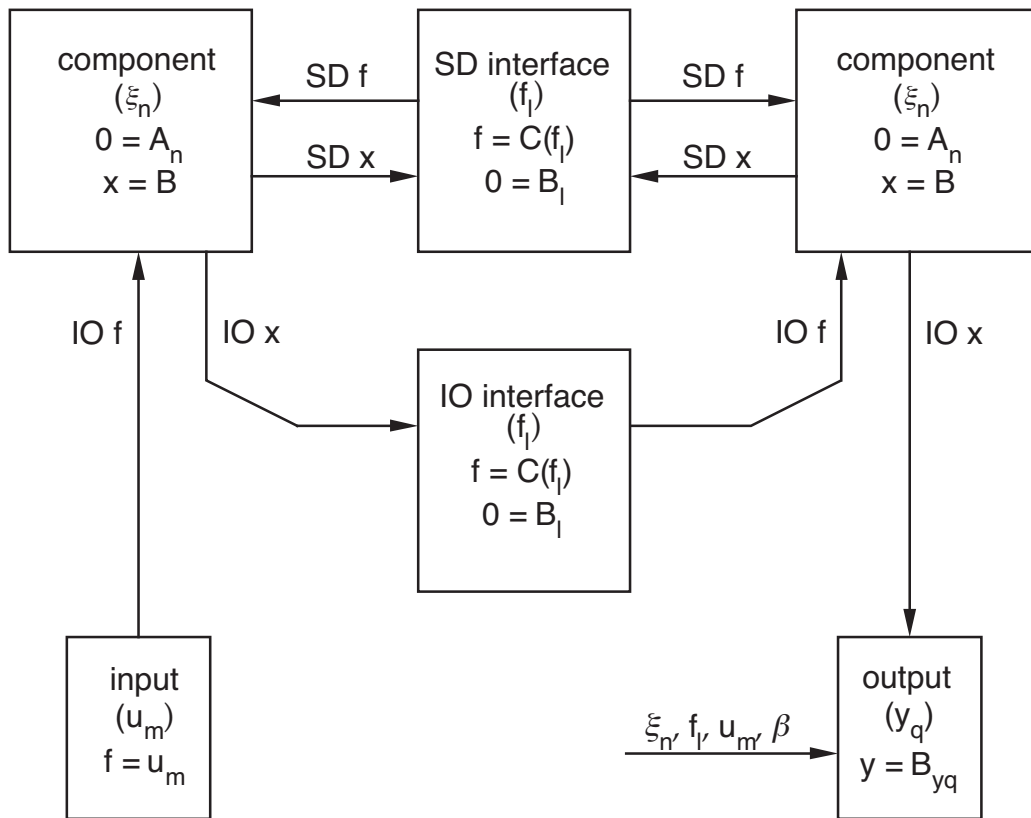 component
(ξn)
0 = An
x = B
SD f
SD x
SD interface
(fl)
f = C(fl)
0 = Bl
SD f
SD x
component
(ξn)
0 = An
x = B
IO f
IO x
IO interface
(fl)
f = C(fl)
0 = Bl
IO f
IO x
input
(um)
f = um
ξn, fl, um, β
output
(yq)
y = Byq